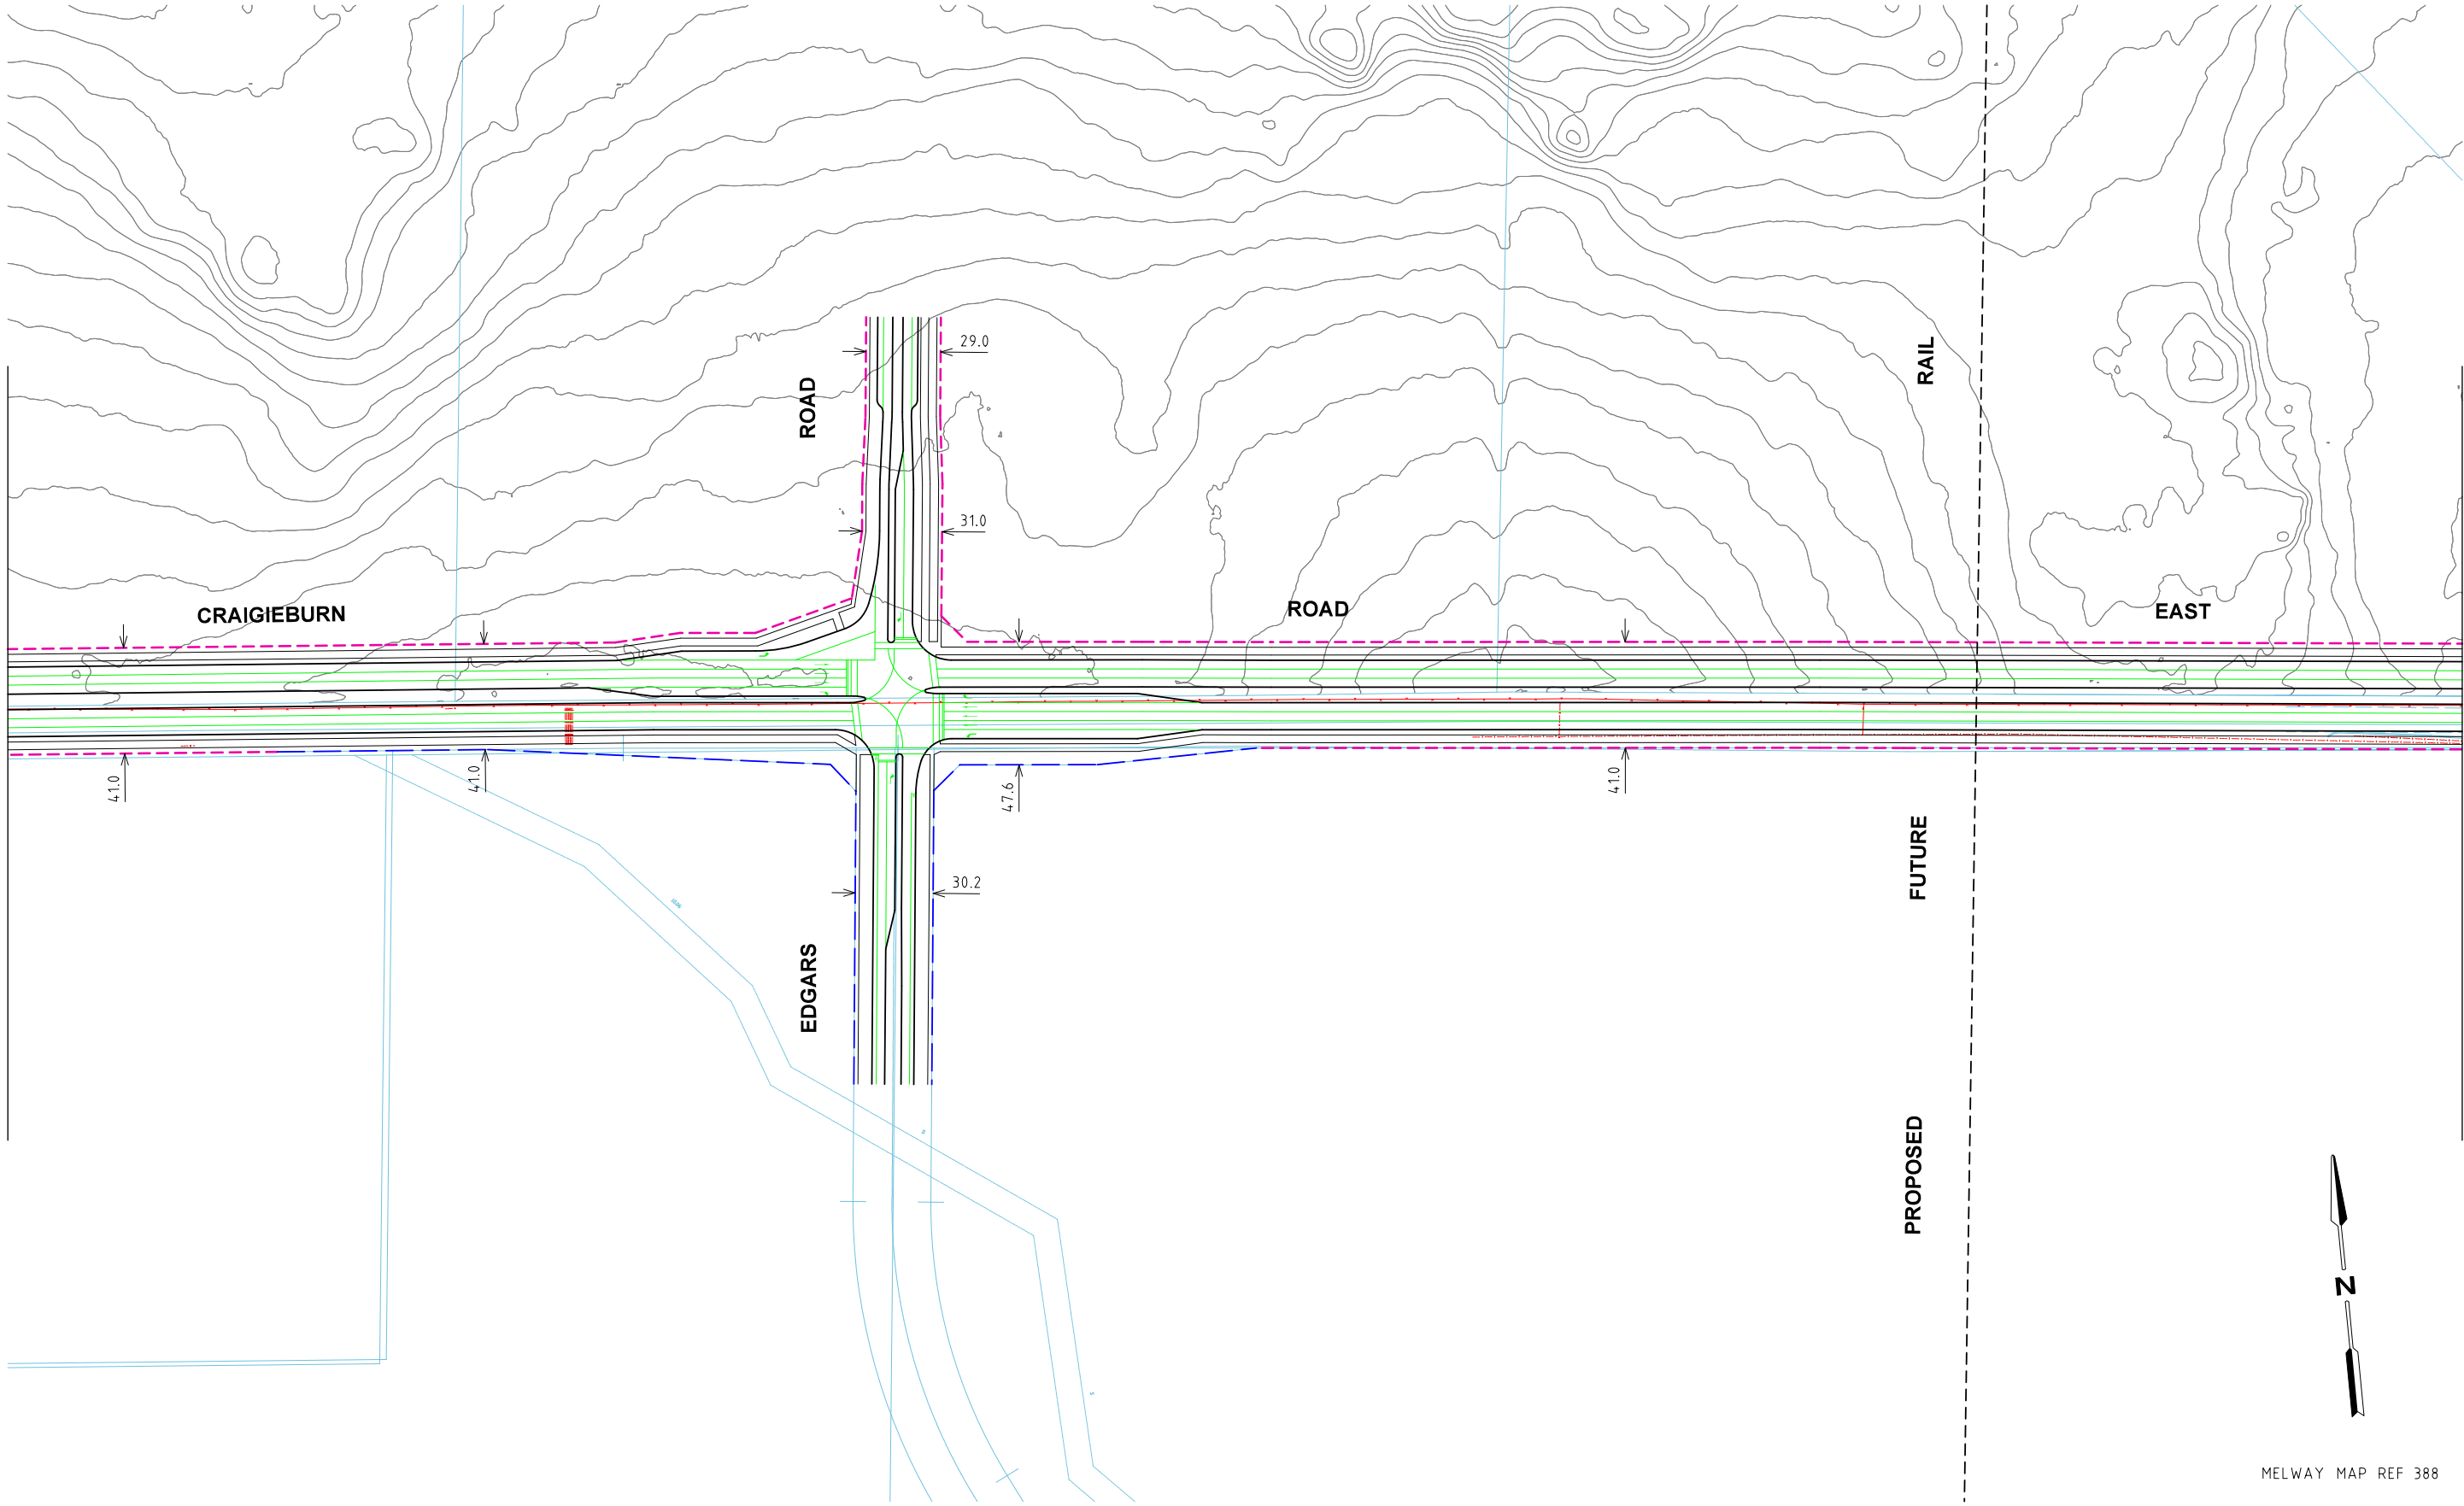 29.0
RAIL
ROAD
31.0
CRAIGIEBURN
ROAD
EAST
41.0
41.0
47.6
41.0
FUTURE
30.2
EDGARS
PROPOSED
N
MELWAY MAP REF 388